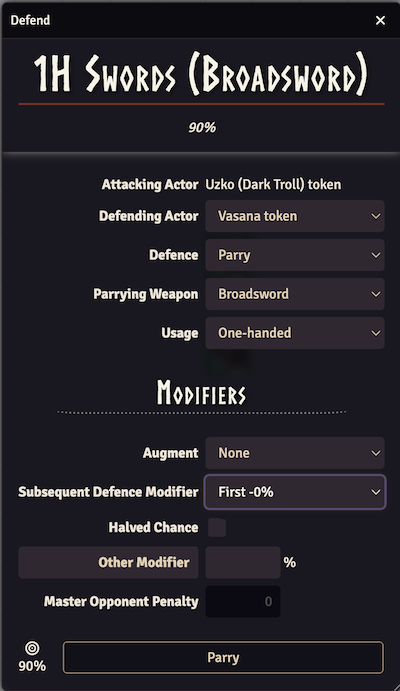 Defend ×
1H Swords (Broadsword)
90%
Attacking Actor Uzko (Dark Troll) token
Defending Actor Vasana token
Defence Parry
Parrying Weapon Broadsword
Usage One-handed
Modifiers
Augment None
Subsequent Defence Modifier First -0%
Halved Chance
Other Modifier %
Master Opponent Penalty 0
90% Parry